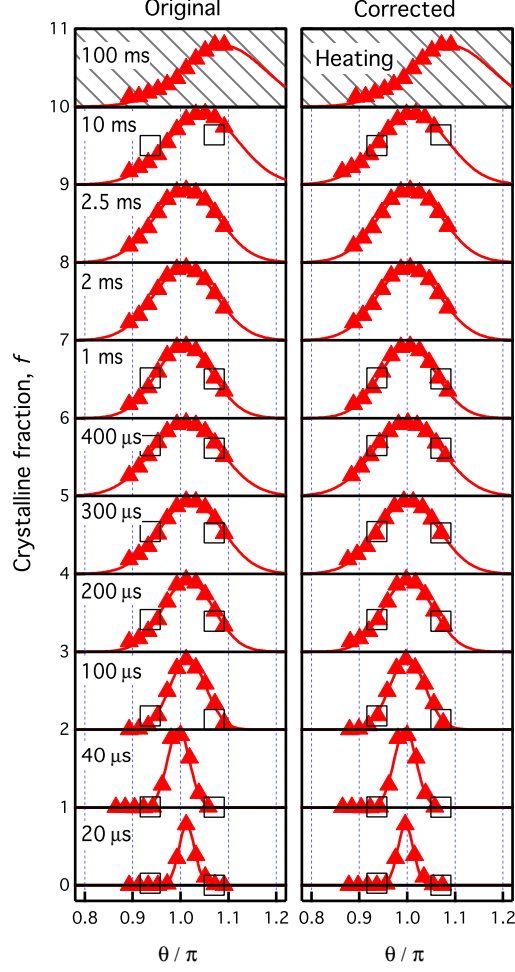 Original Corrected
11
100 ms Heating
10
10 ms
9
2.5 ms
8
2 ms
7
1 ms
6
400 µs
5
300 µs
4
200 µs
3
100 µs
2
40 µs
1
20 µs
0
Crystalline fraction, f
0.8 0.9 1.0 1.1 1.2 0.8 0.9 1.0 1.1 1.2
θ / π θ / π